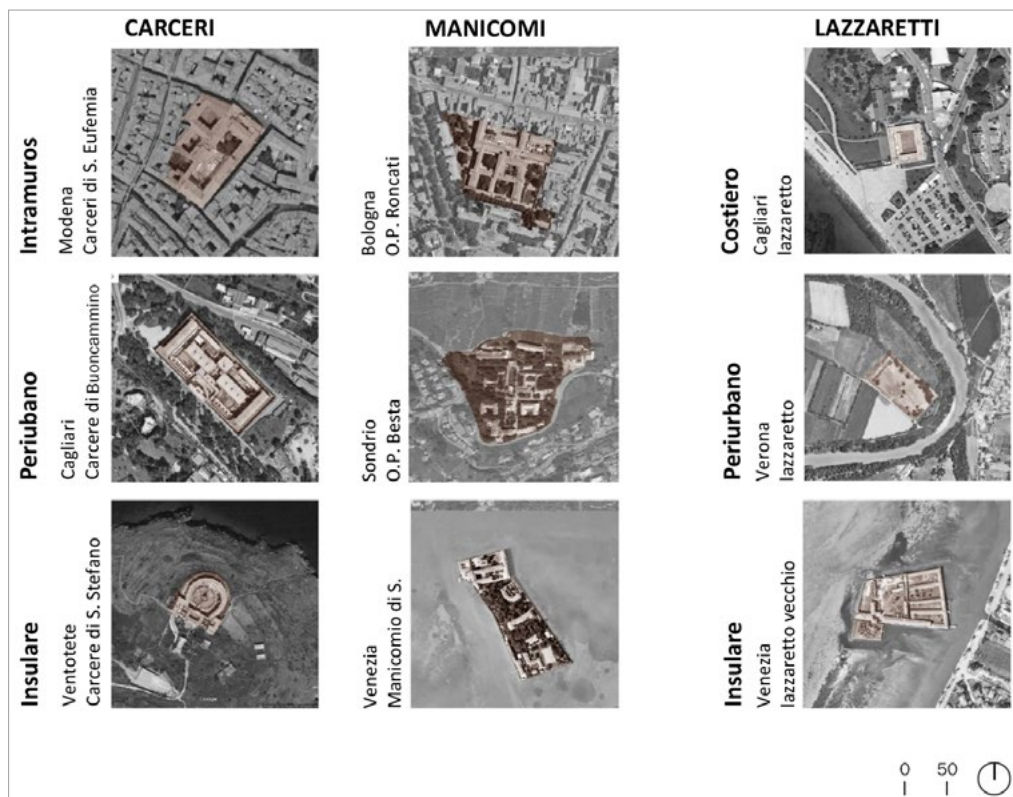 CARCERI
MANICOMI
LAZZARETTI
Intramuros
Modena
Carceri di S. Eufemia
Bologna
O.P. Roncati
Costiero
Cagliari
lazzaretto
Periubano
Cagliari
Carcere di Buoncammino
Sondrio
O.P. Besta
Periurbano
Verona
lazzaretto
Insulare
Ventotete
Carcere di S. Stefano
Venezia
Manicomio di S.
Insulare
Venezia
lazzaretto vecchio
0 50